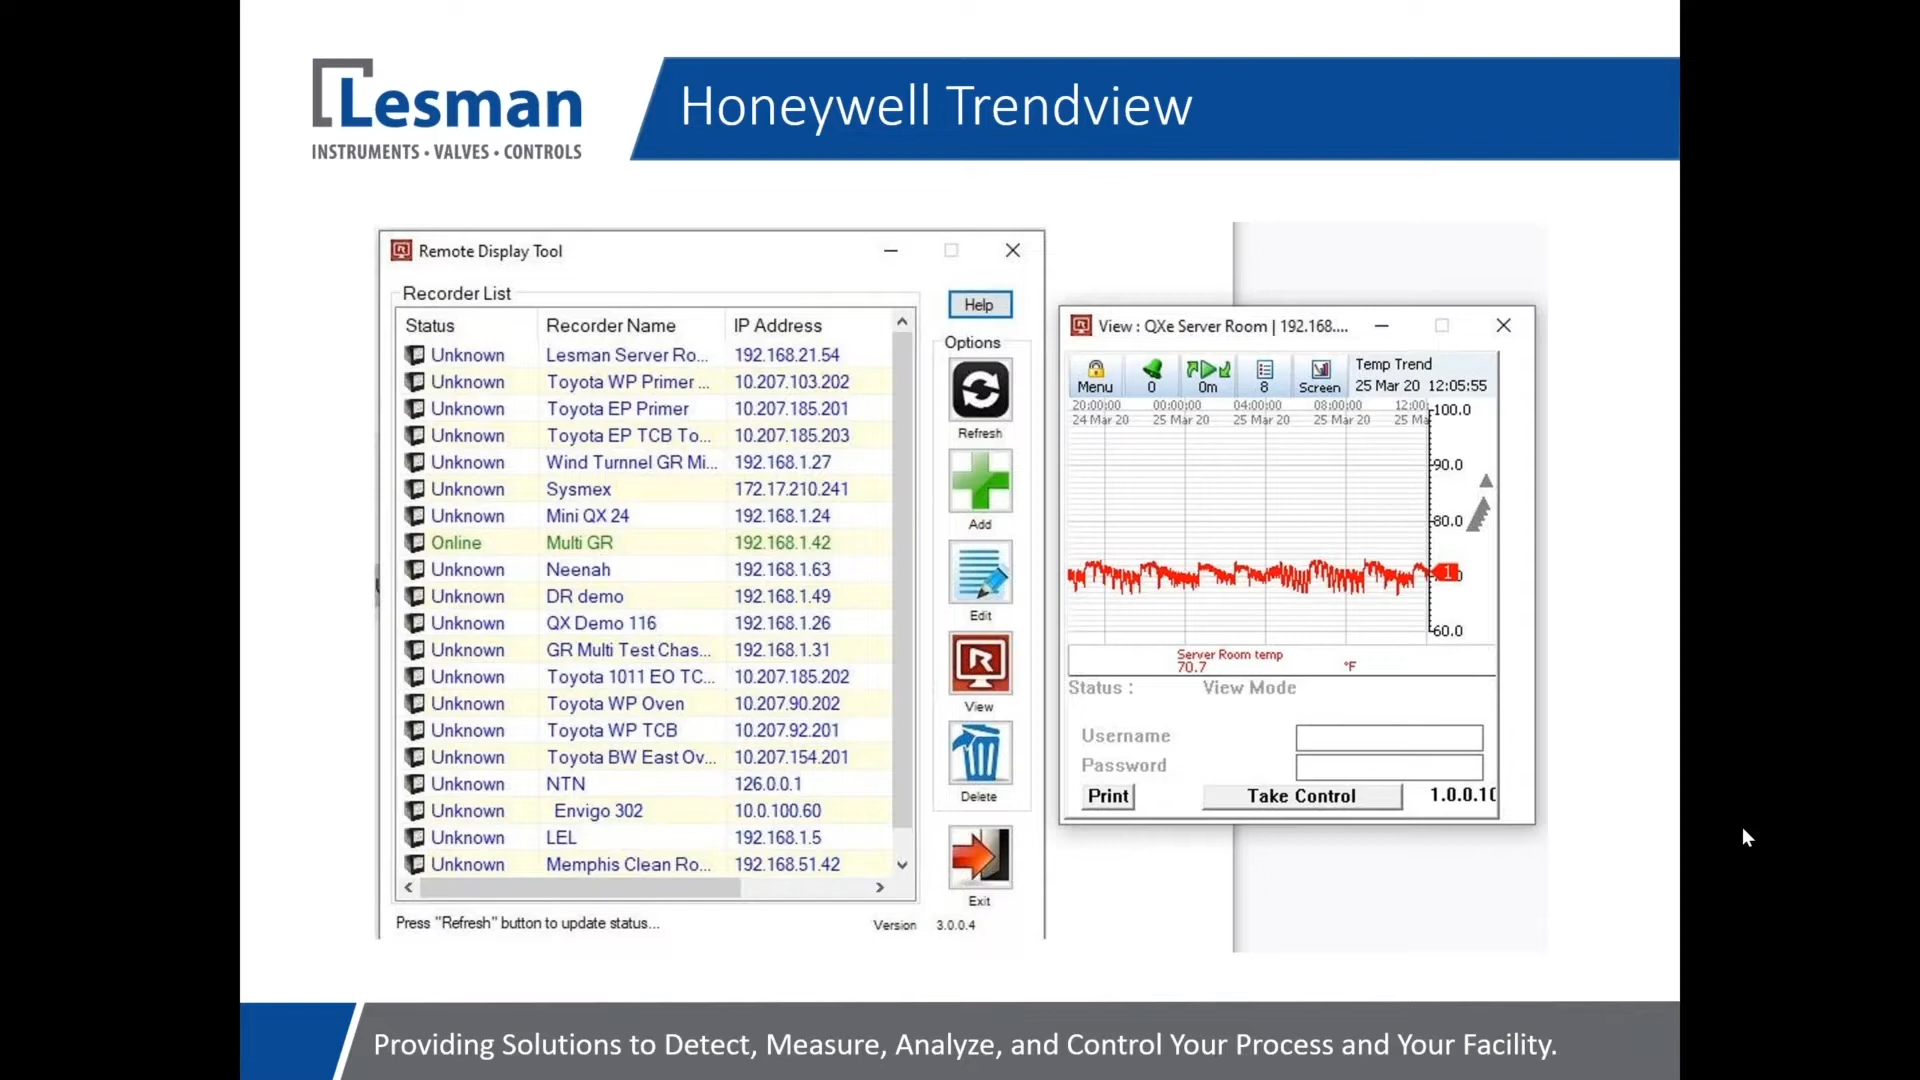 Lesman
INSTRUMENTS • VALVES • CONTROLS
Honeywell Trendview
Remote Display Tool
Recorder List
Status Recorder Name IP Address
Unknown Lesman Server Ro... 192.168.21.54
Unknown Toyota WP Primer ... 10.207.103.202
Unknown Toyota EP Primer 10.207.185.201
Unknown Toyota EP TCB To... 10.207.185.203
Unknown Wind Turnnel GR Mi... 192.168.1.27
Unknown Sysmex 172.17.210.241
Unknown Mini QX 24 192.168.1.24
Online Multi GR 192.168.1.42
Unknown Neenah 192.168.1.63
Unknown DR demo 192.168.1.49
Unknown QX Demo 116 192.168.1.26
Unknown GR Multi Test Chas... 192.168.1.31
Unknown Toyota 1011 EO TC... 10.207.185.202
Unknown Toyota WP Oven 10.207.90.202
Unknown Toyota WP TCB 10.207.92.201
Unknown Toyota BW East Ov... 10.207.154.201
Unknown NTN 126.0.0.1
Unknown Envigo 302 10.0.100.60
Unknown LEL 192.168.1.5
Unknown Memphis Clean Ro... 192.168.51.42
Press "Refresh" button to update status...
Version 3.0.0.4
Help
Options
Refresh
Add
Edit
View
Delete
Exit
View : QXe Server Room | 192.168....
Menu 0 0m 8 Screen
Temp Trend
25 Mar 20 12:05:55
20:00:00 00:00:00 04:00:00 08:00:00 12:00:
24 Mar 20 25 Mar 20 25 Mar 20 25 Mar 20 25 Ma
100.0
90.0
80.0
1
60.0
Server Room temp
70.7 °F
Status : View Mode
Username
Password
Print Take Control 1.0.0.10
Providing Solutions to Detect, Measure, Analyze, and Control Your Process and Your Facility.